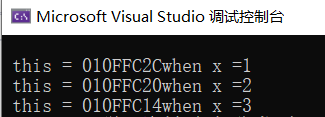 Microsoft Visual Studio 调试控制台
this = 010FFC2Cwhen x =1
this = 010FFC20when x =2
this = 010FFC14when x =3